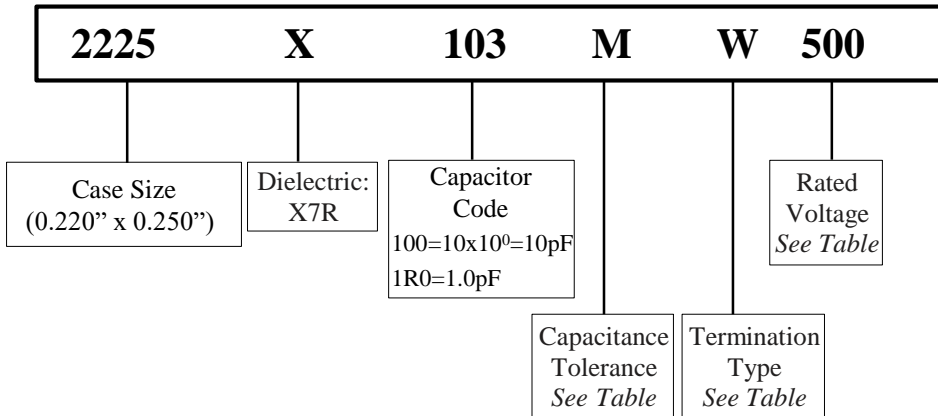 2225 X 103 M W 500
Case Size
(0.220” x 0.250”)
Dielectric:
X7R
Capacitor
Code
100=10x10⁰=10pF
1R0=1.0pF
Rated
Voltage
See Table
Capacitance
Tolerance
See Table
Termination
Type
See Table